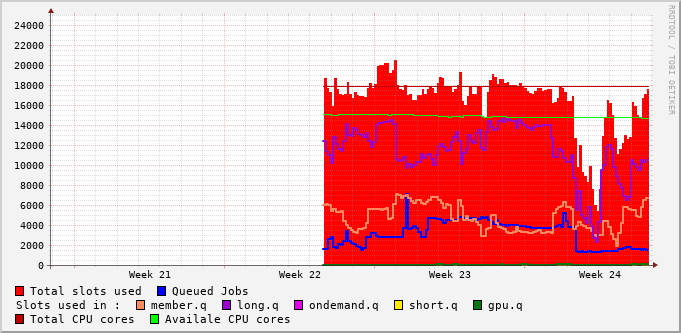 24000
22000
20000
18000
16000
14000
12000
10000
8000
6000
4000
2000
0
Week 21 Week 22 Week 23 Week 24
Total slots used Queued Jobs
Slots used in : member.q long.q ondemand.q short.q gpu.q
Total CPU cores Availale CPU cores
RRDTOOL / TOBI OETIKER